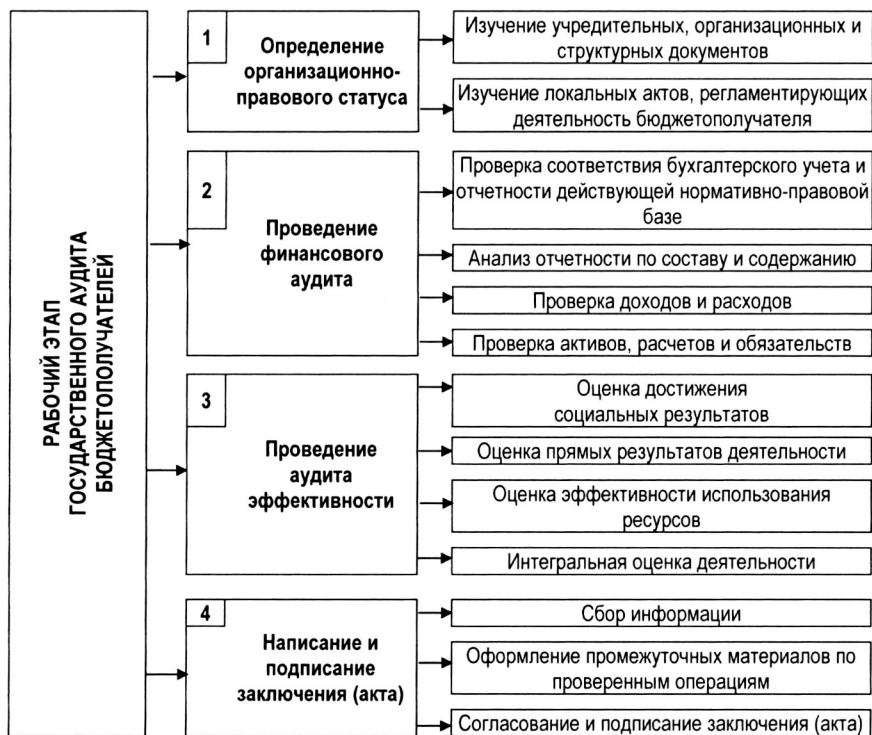 РАБОЧИЙ ЭТАП
ГОСУДАРСТВЕННОГО АУДИТА
БЮДЖЕТОПОЛУЧАТЕЛЕЙ
1
Определение
организационно-
правового статуса
Изучение учредительных, организационных и
структурных документов
Изучение локальных актов, регламентирующих
деятельность бюджетополучателя
2
Проведение
финансового
аудита
Проверка соответствия бухгалтерского учета и
отчетности действующей нормативно-правовой
базе
Анализ отчетности по составу и содержанию
Проверка доходов и расходов
Проверка активов, расчетов и обязательств
3
Проведение
аудита
эффективности
Оценка достижения
социальных результатов
Оценка прямых результатов деятельности
Оценка эффективности использования
ресурсов
Интегральная оценка деятельности
4
Написание и
подписание
заключения (акта)
Сбор информации
Оформление промежуточных материалов по
проверенным операциям
Согласование и подписание заключения (акта)